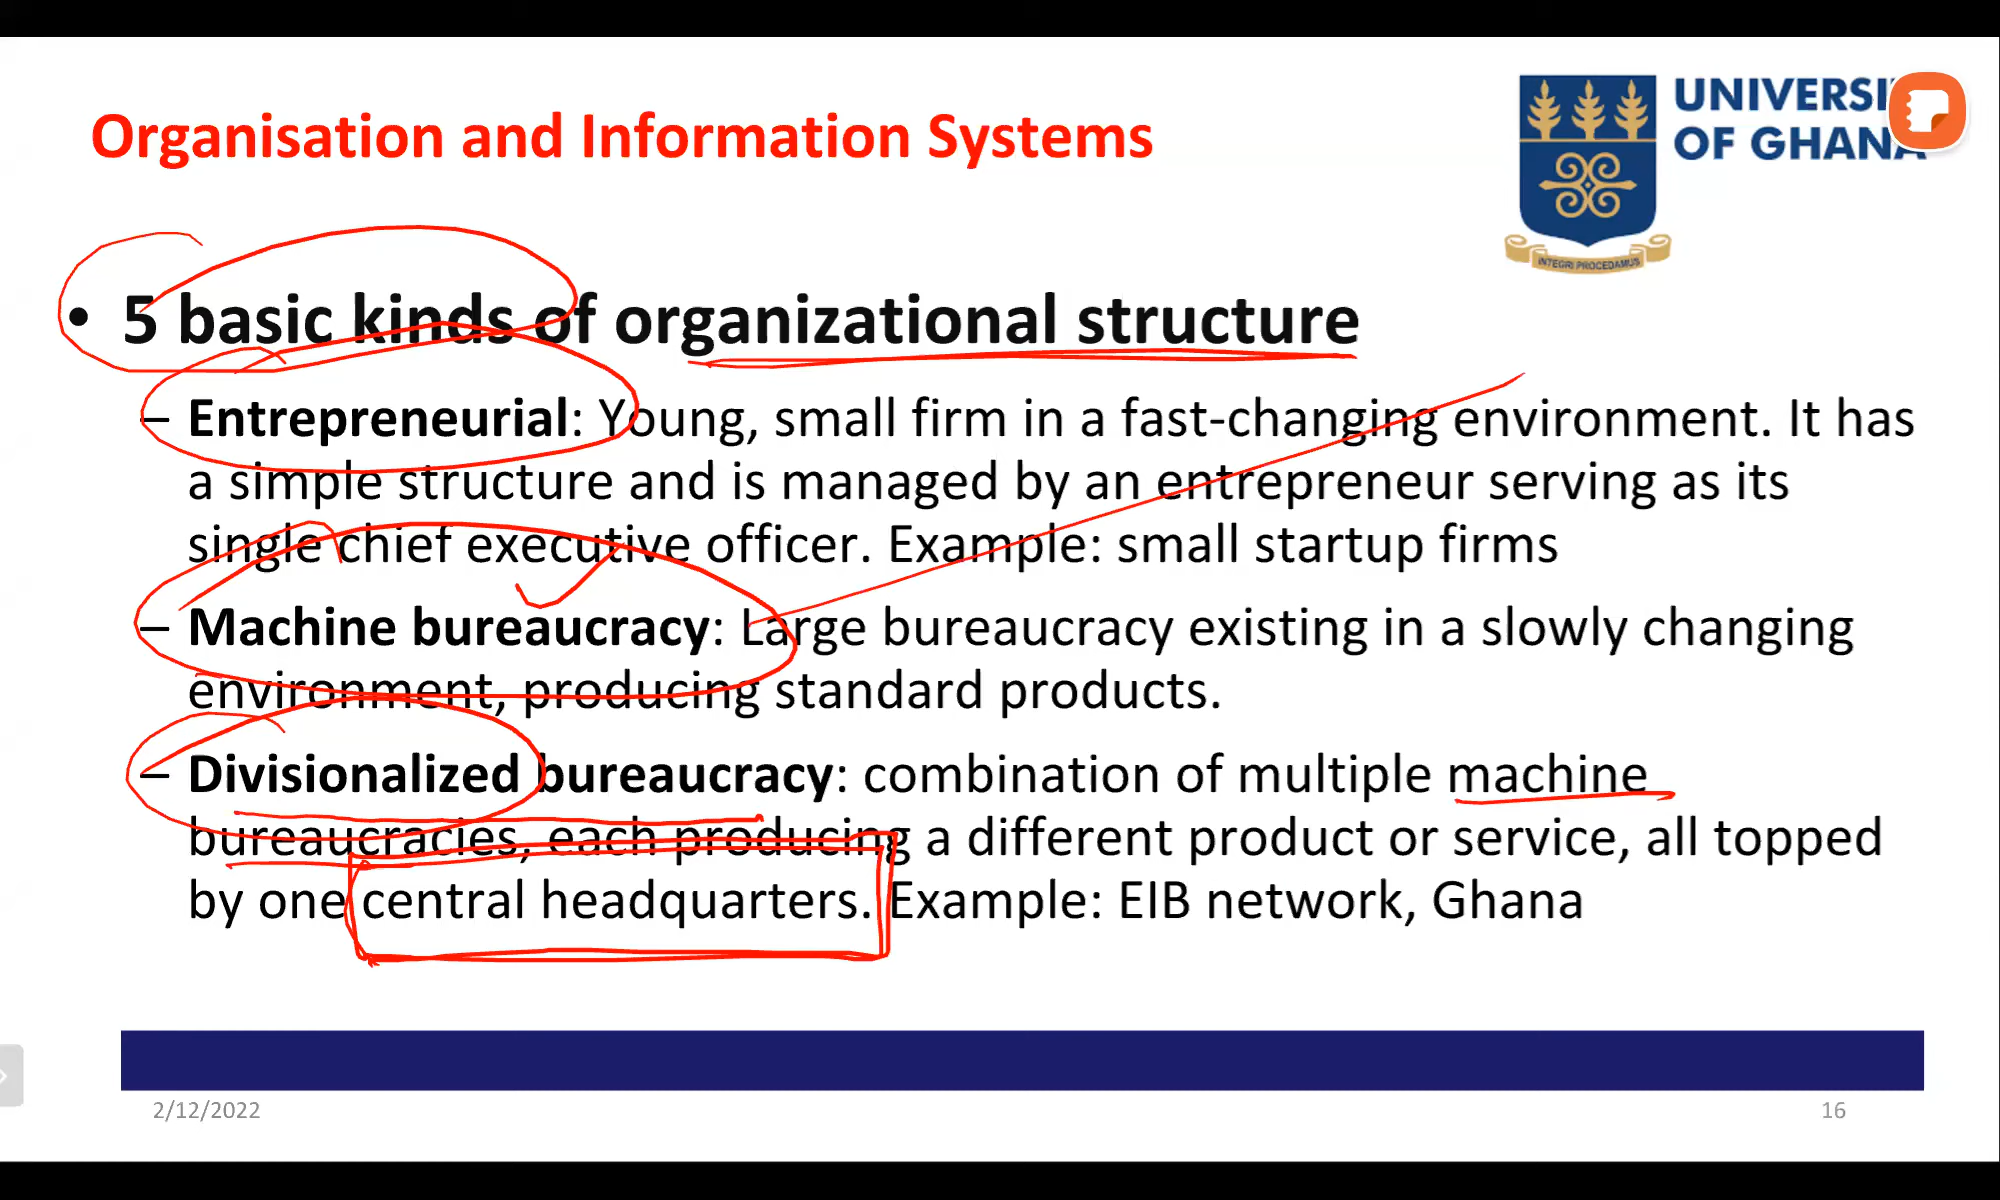 Organisation and Information Systems
UNIVERSI
OF GHANA
INTEGRI PROCEDAMUS
• 5 basic kinds of organizational structure
– Entrepreneurial: Young, small firm in a fast-changing environment. It has
a simple structure and is managed by an entrepreneur serving as its
single chief executive officer. Example: small startup firms
– Machine bureaucracy: Large bureaucracy existing in a slowly changing
environment, producing standard products.
– Divisionalized bureaucracy: combination of multiple machine
bureaucracies, each producing a different product or service, all topped
by one central headquarters. Example: EIB network, Ghana
2/12/2022
16